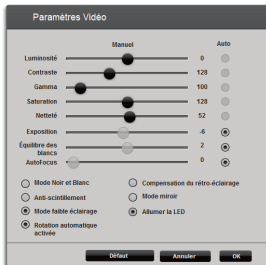 Paramètres Vidéo
Manuel Auto
Luminosité 0
Contraste 128
Gamma 100
Saturation 128
Netteté 52
Exposition -6
Équilibre des
blancs 2
AutoFocus 0
Mode Noir et Blanc Compensation du rétro-éclairage
Anti-scintillement Mode miroir
Mode faible éclairage Allumer la LED
Rotation automatique
activée
Défaut Annuler OK